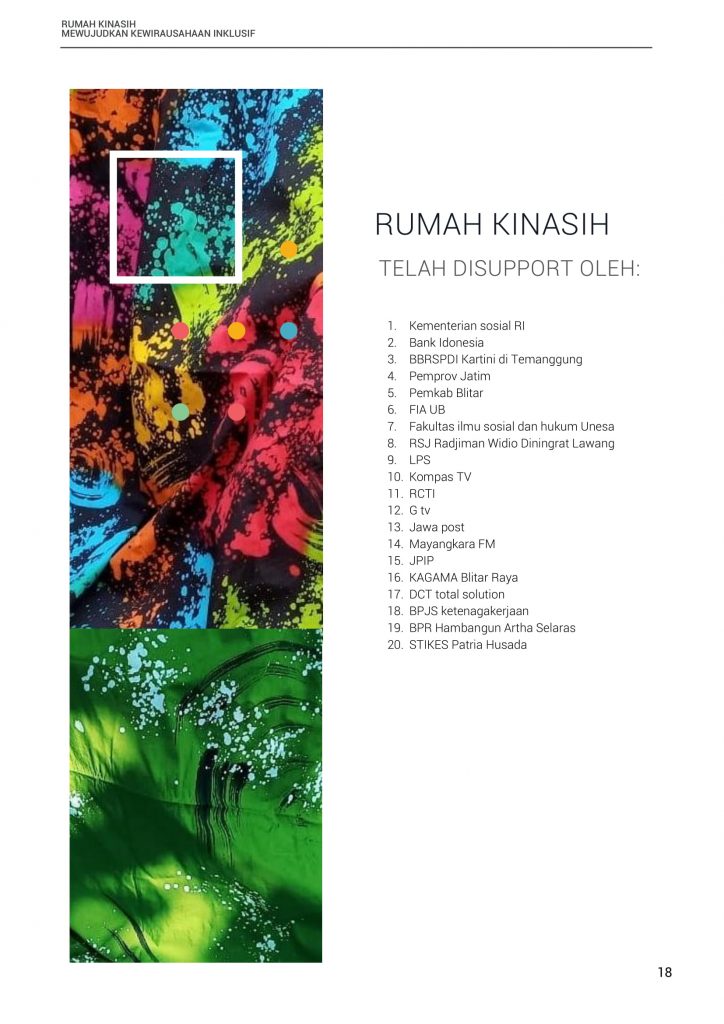 RUMAH KINASIH
MEWUJUDKAN KEWIRAUSAHAAN INKLUSIF
RUMAH KINASIH
TELAH DISUPPORT OLEH:
1. Kementerian sosial RI
2. Bank Idonesia
3. BBRSPDI Kartini di Temanggung
4. Pemprov Jatim
5. Pemkab Blitar
6. FIA UB
7. Fakultas ilmu sosial dan hukum Unesa
8. RSJ Radjiman Widio Diningrat Lawang
9. LPS
10. Kompas TV
11. RCTI
12. G tv
13. Jawa post
14. Mayangkara FM
15. JPIP
16. KAGAMA Blitar Raya
17. DCT total solution
18. BPJS ketenagakerjaan
19. BPR Hambangun Artha Selaras
20. STIKES Patria Husada
18